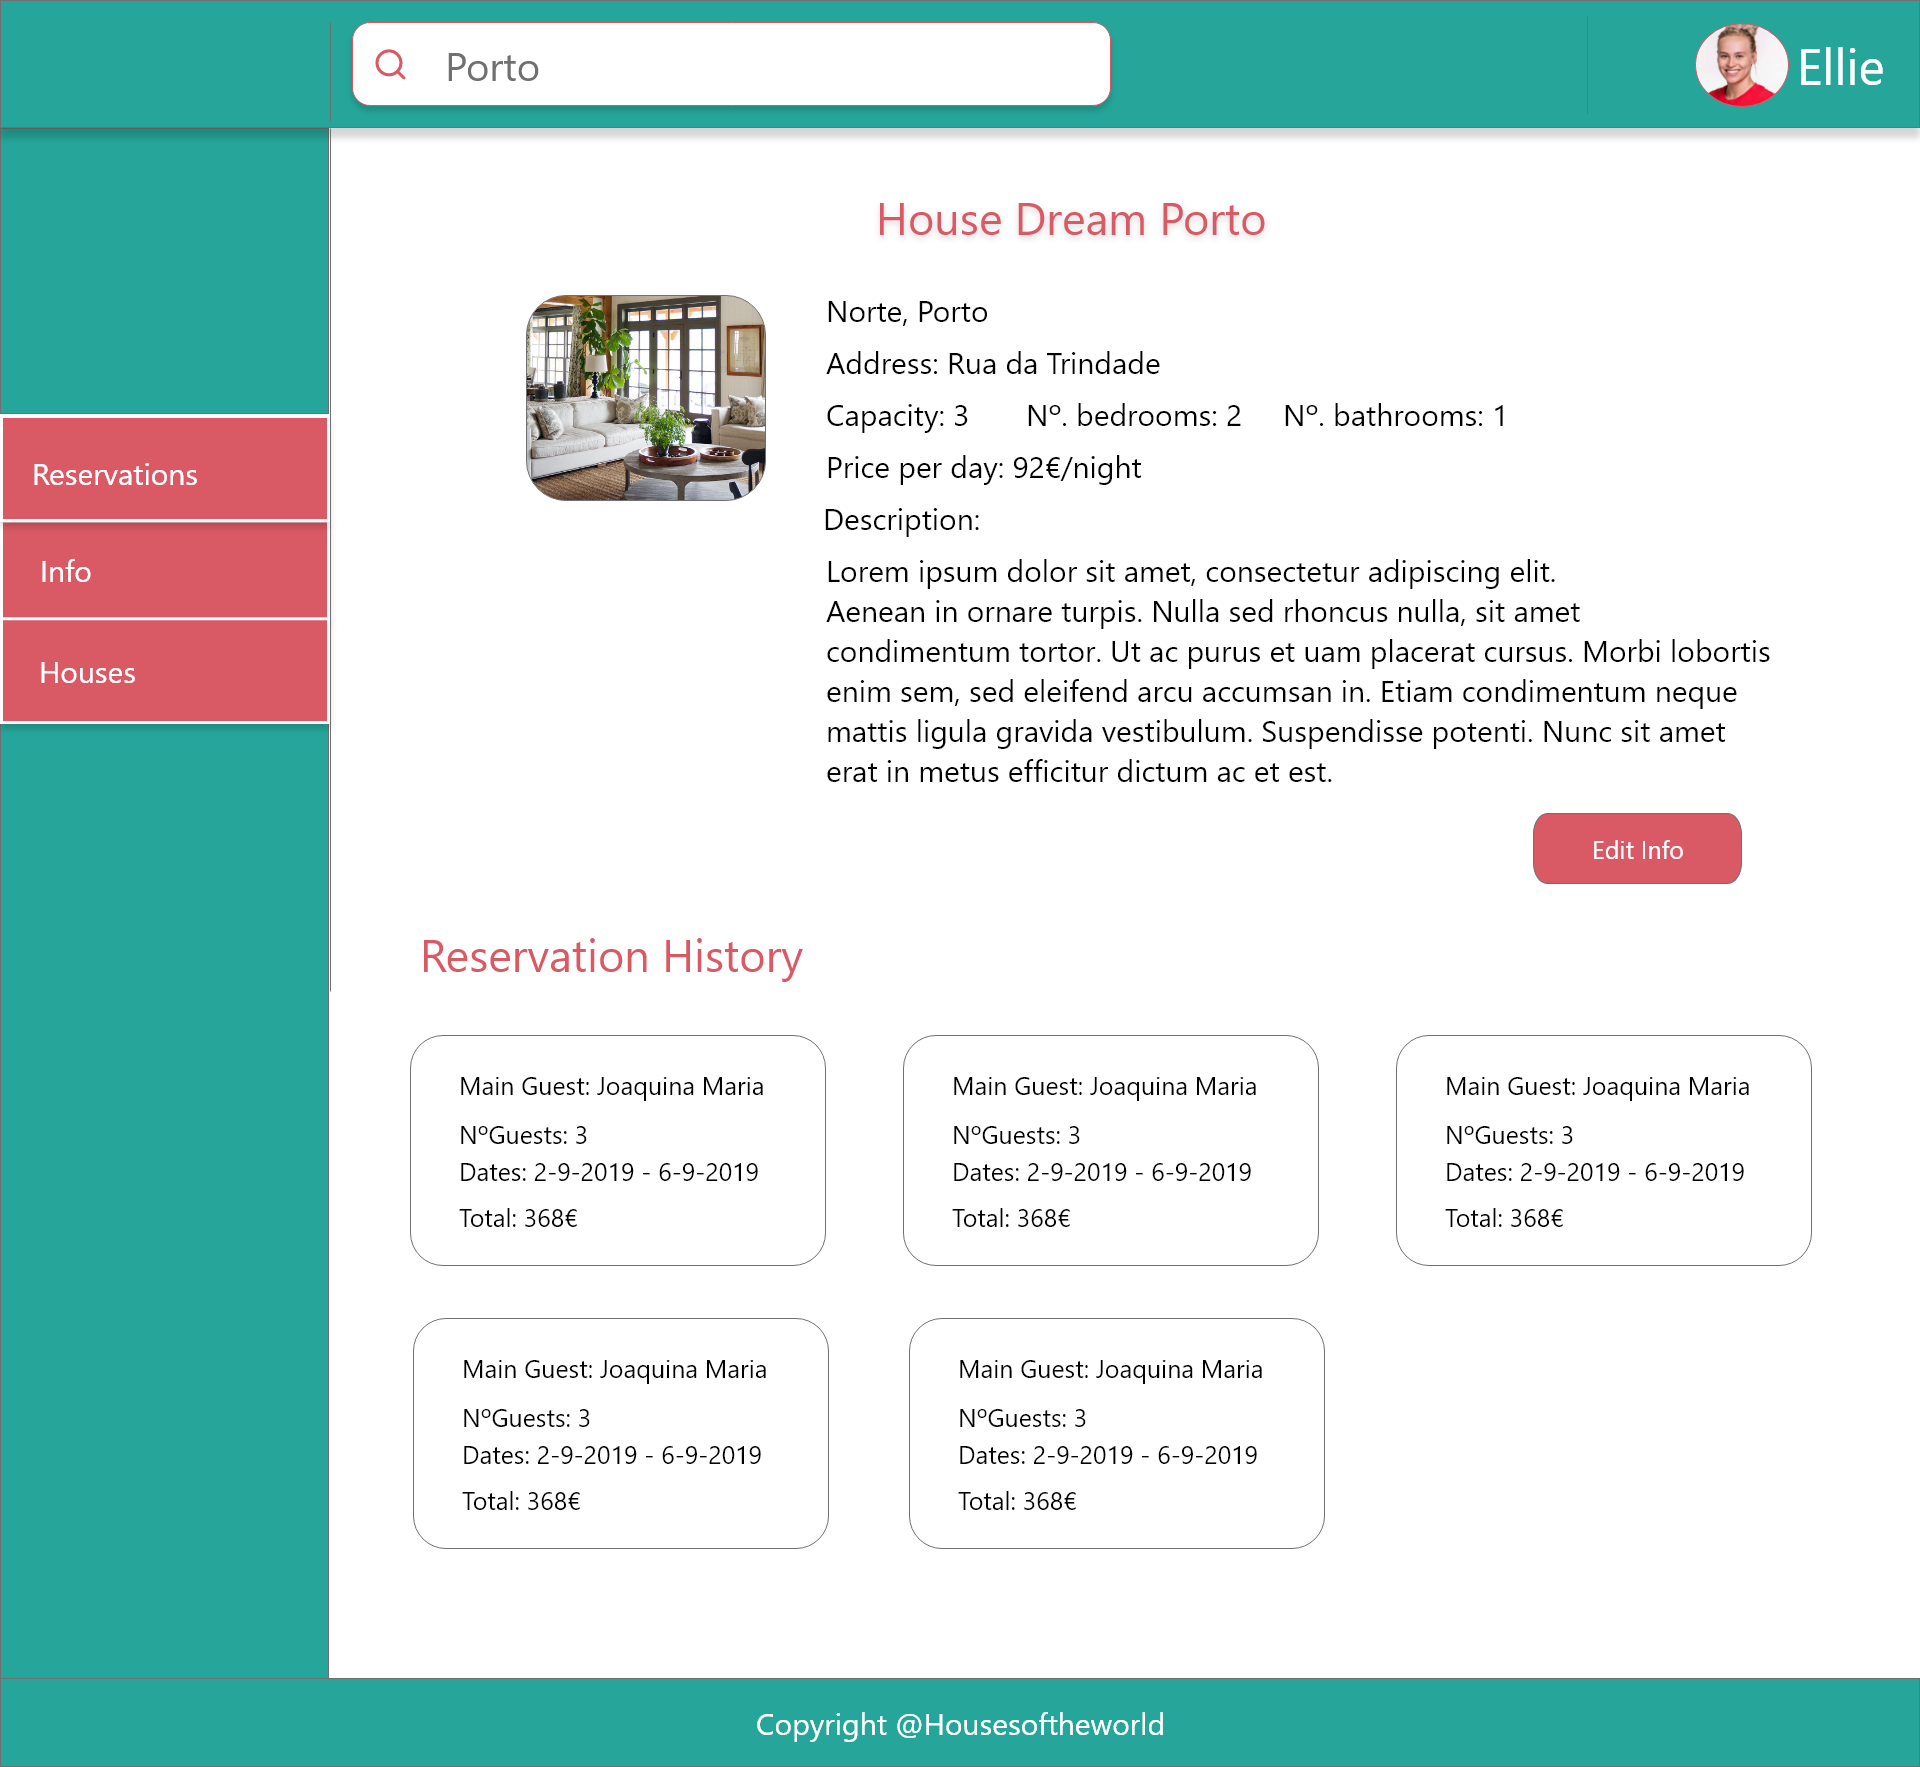 Porto
Ellie
House Dream Porto
Norte, Porto
Address: Rua da Trindade
Capacity: 3 Nº. bedrooms: 2 Nº. bathrooms: 1
Price per day: 92€/night
Description:
Lorem ipsum dolor sit amet, consectetur adipiscing elit.
Aenean in ornare turpis. Nulla sed rhoncus nulla, sit amet
condimentum tortor. Ut ac purus et uam placerat cursus. Morbi lobortis
enim sem, sed eleifend arcu accumsan in. Etiam condimentum neque
mattis ligula gravida vestibulum. Suspendisse potenti. Nunc sit amet
erat in metus efficitur dictum ac et est.
Edit Info
Reservations
Info
Houses
Reservation History
Main Guest: Joaquina Maria
NºGuests: 3
Dates: 2-9-2019 - 6-9-2019
Total: 368€
Main Guest: Joaquina Maria
NºGuests: 3
Dates: 2-9-2019 - 6-9-2019
Total: 368€
Main Guest: Joaquina Maria
NºGuests: 3
Dates: 2-9-2019 - 6-9-2019
Total: 368€
Main Guest: Joaquina Maria
NºGuests: 3
Dates: 2-9-2019 - 6-9-2019
Total: 368€
Main Guest: Joaquina Maria
NºGuests: 3
Dates: 2-9-2019 - 6-9-2019
Total: 368€
Copyright @Housesoftheworld